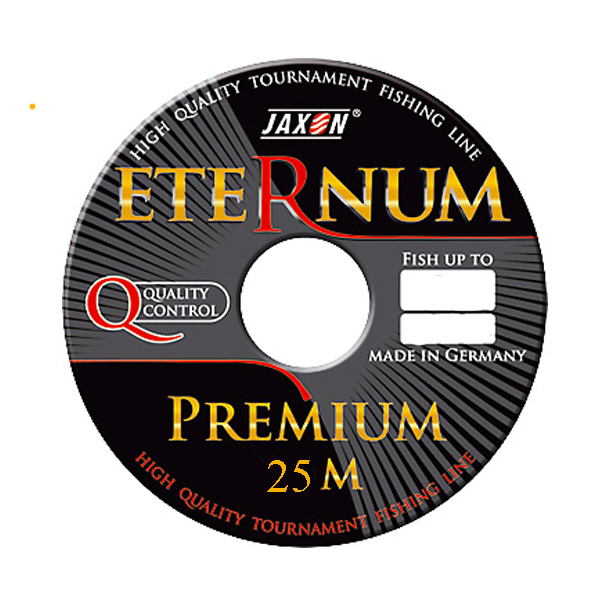 HIGH QUALITY TOURNAMENT FISHING LINE
JAXON®
ETERNUM
FISH UP TO
Q QUALITY
CONTROL
MADE IN GERMANY
PREMIUM
25 M
HIGH QUALITY TOURNAMENT FISHING LINE